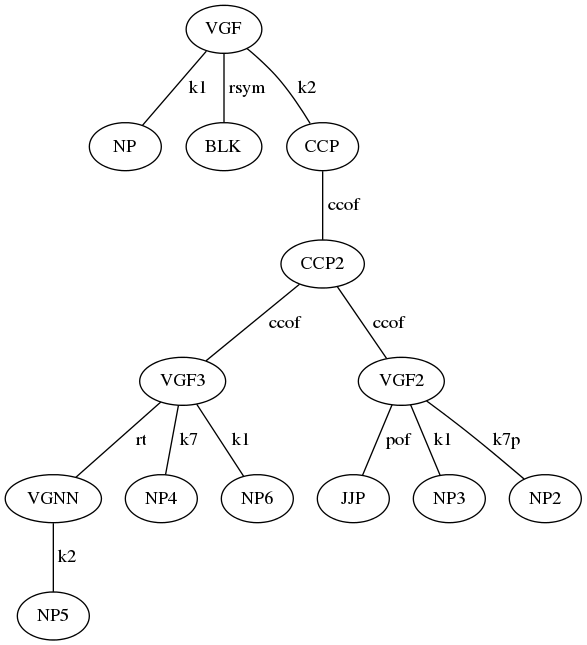 VGF
k1 rsym k2
NP BLK CCP
ccof
CCP2
ccof ccof
VGF3 VGF2
rt k7 k1 pof k1 k7p
VGNN NP4 NP6 JJP NP3 NP2
k2
NP5